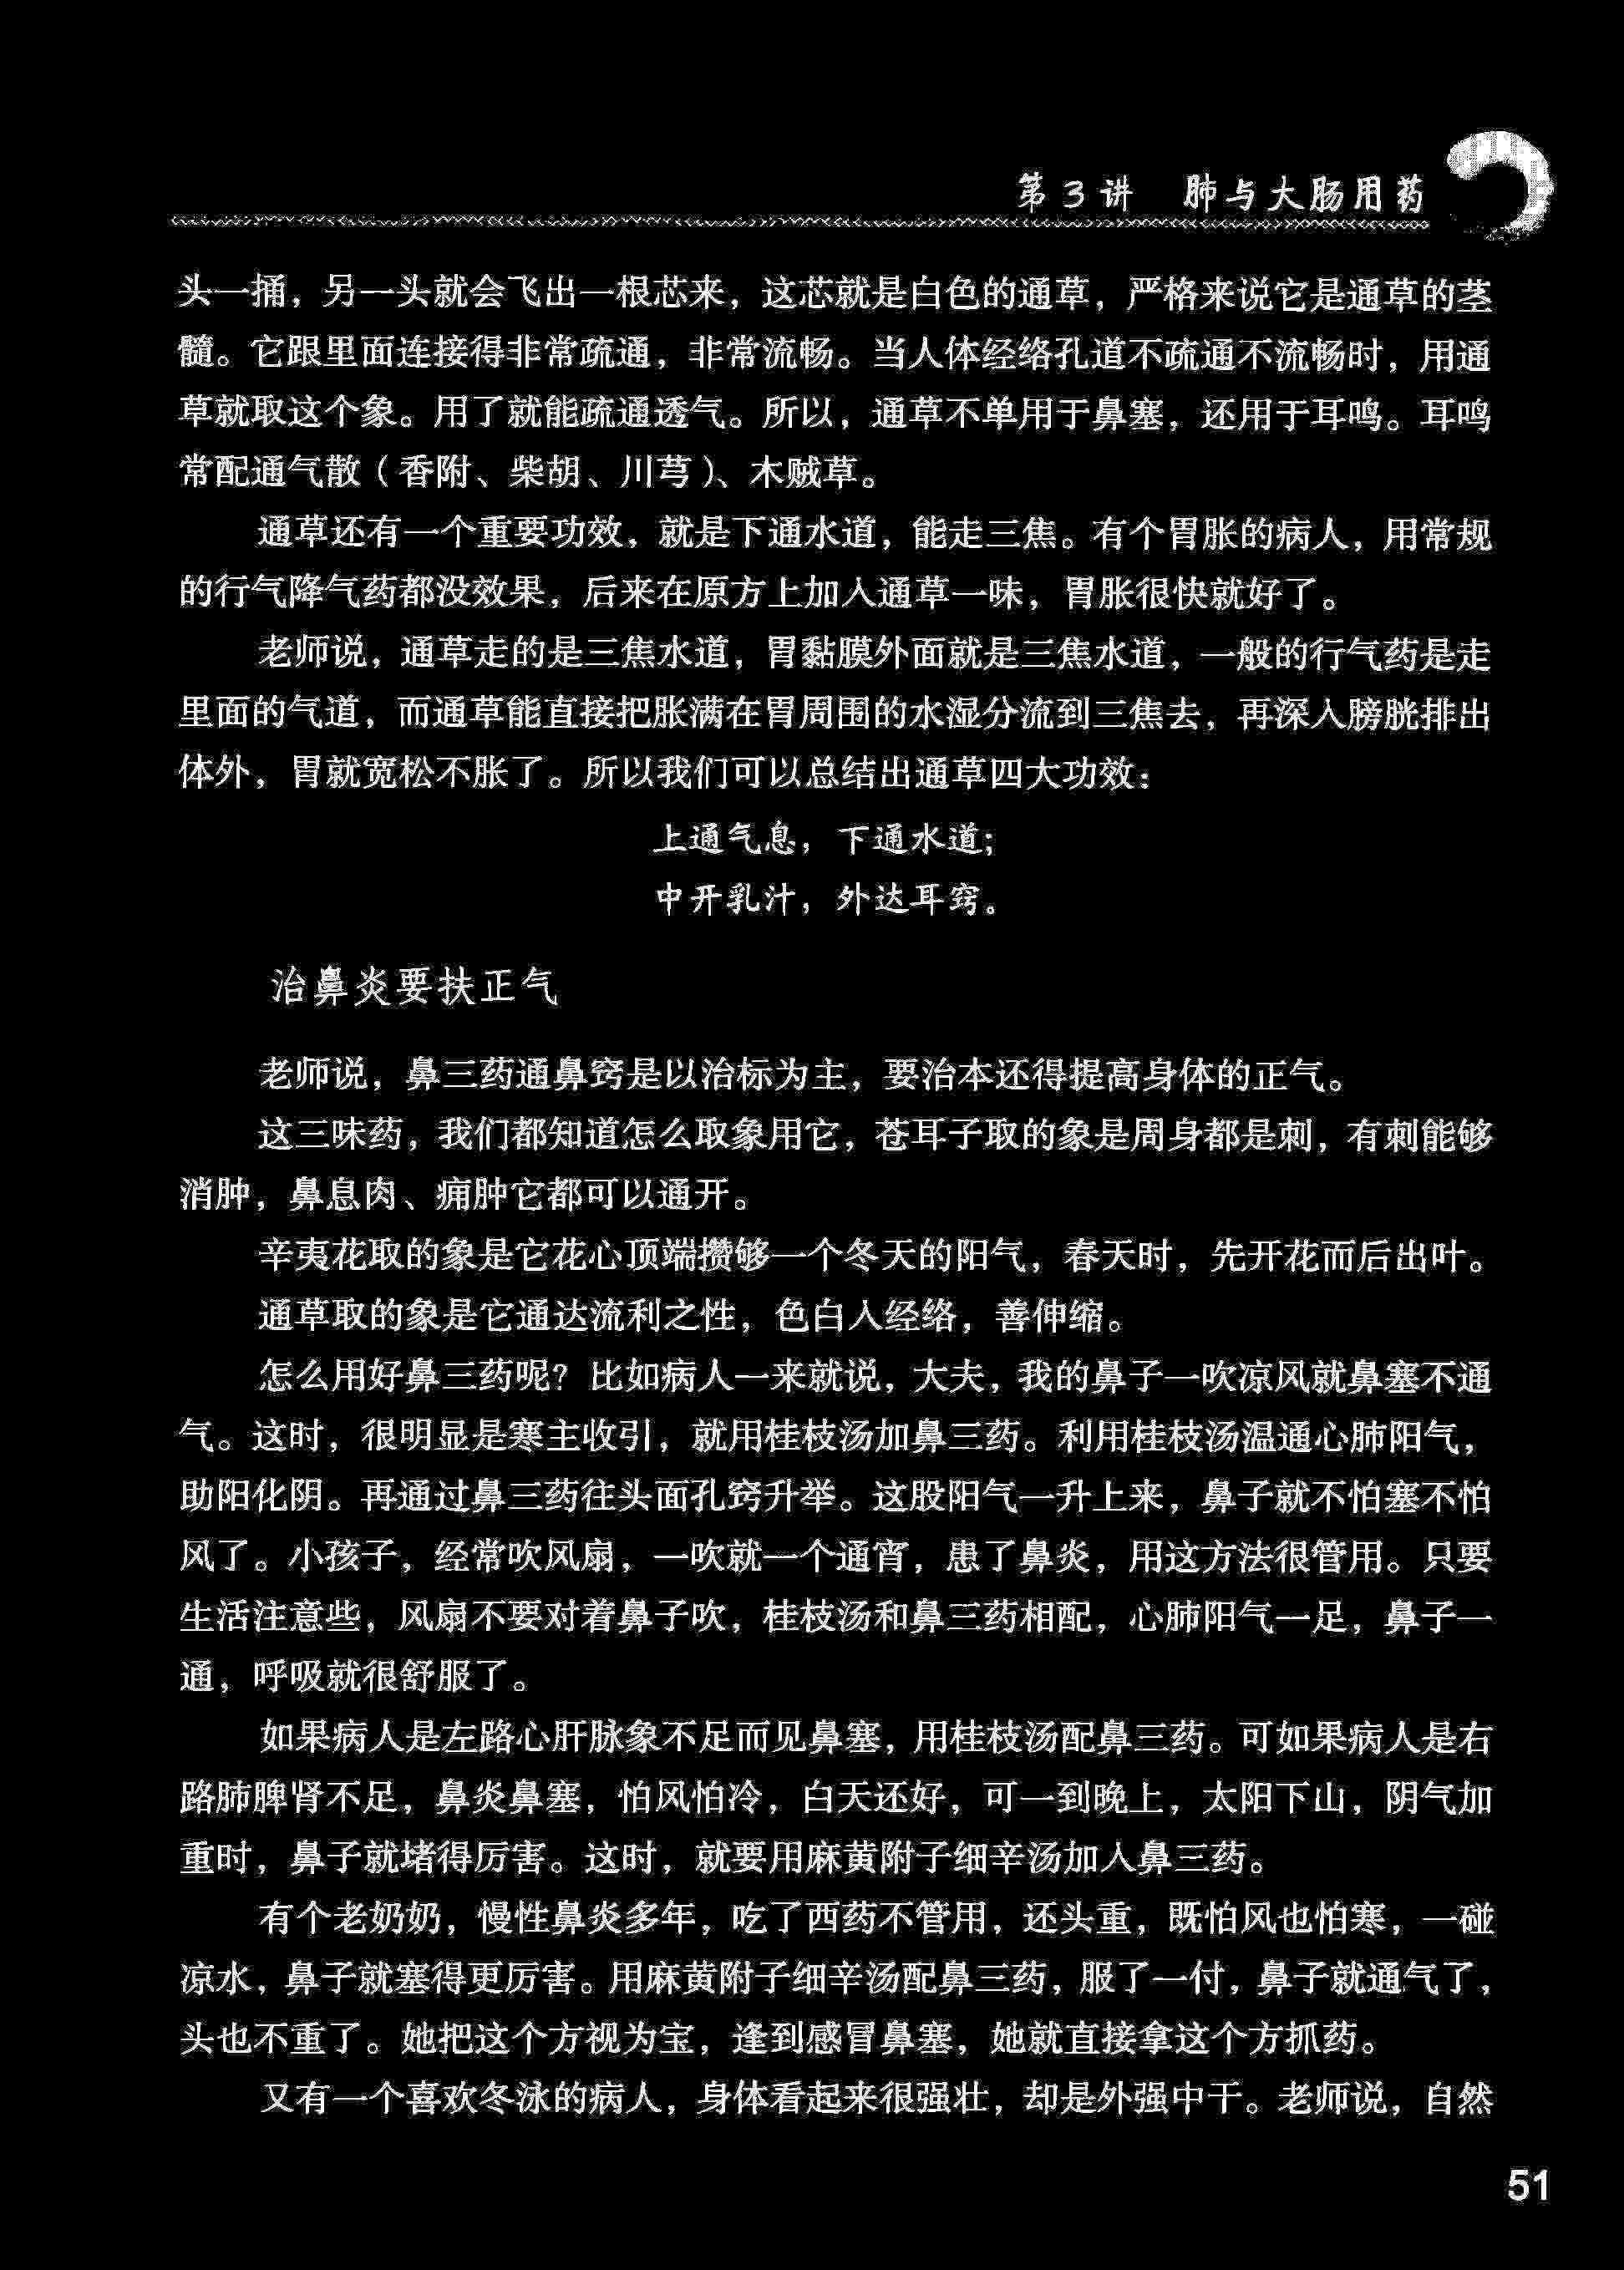 第3讲 肺与大肠用药
头一捅，另一头就会飞出一根芯来，这芯就是白色的通草，严格来说它是通草的茎
髓。它跟里面连接得非常疏通，非常流畅。当人体经络孔道不疏通不流畅时，用通
草就取这个象。用了就能疏通透气。所以，通草不单用于鼻塞，还用于耳鸣。耳鸣
常配通气散（香附、柴胡、川芎）、木贼草。
通草还有一个重要功效，就是下通水道，能走三焦。有个胃胀的病人，用常规
的行气降气药都没效果，后来在原方上加入通草一味，胃胀很快就好了。
老师说，通草走的是三焦水道，胃黏膜外面就是三焦水道，一般的行气药是走
里面的气道，而通草能直接把胀满在胃周围的水湿分流到三焦去，再深入膀胱排出
体外，胃就宽松不胀了。所以我们可以总结出通草四大功效：
上通气息，下通水道；
中开乳汁，外达耳窍。
治鼻炎要扶正气
老师说，鼻三药通鼻窍是以治标为主，要治本还得提高身体的正气。
这三味药，我们都知道怎么取象用它，苍耳子取的象是周身都是刺，有刺能够
消肿，鼻息肉、痈肿它都可以通开。
辛夷花取的象是它花心顶端攒够一个冬天的阳气，春天时，先开花而后出叶。
通草取的象是它通达流利之性，色白入经络，善伸缩。
怎么用好鼻三药呢？比如病人一来就说，大夫，我的鼻子一吹凉风就鼻塞不通
气。这时，很明显是寒主收引，就用桂枝汤加鼻三药。利用桂枝汤温通心肺阳气，
助阳化阴。再通过鼻三药往头面孔窍升举。这股阳气一升上来，鼻子就不怕塞不怕
风了。小孩子，经常吹风扇，一吹就一个通宵，患了鼻炎，用这方法很管用。只要
生活注意些，风扇不要对着鼻子吹，桂枝汤和鼻三药相配，心肺阳气一足，鼻子一
通，呼吸就很舒服了。
如果病人是左路心肝脉象不足而见鼻塞，用桂枝汤配鼻三药。可如果病人是右
路肺脾肾不足，鼻炎鼻塞，怕风怕冷，白天还好，可一到晚上，太阳下山，阴气加
重时，鼻子就堵得厉害。这时，就要用麻黄附子细辛汤加入鼻三药。
有个老奶奶，慢性鼻炎多年，吃了西药不管用，还头重，既怕风也怕寒，一碰
凉水，鼻子就塞得更厉害。用麻黄附子细辛汤配鼻三药，服了一付，鼻子就通气了，
头也不重了。她把这个方视为宝，逢到感冒鼻塞，她就直接拿这个方抓药。
又有一个喜欢冬泳的病人，身体看起来很强壮，却是外强中干。老师说，自然
51